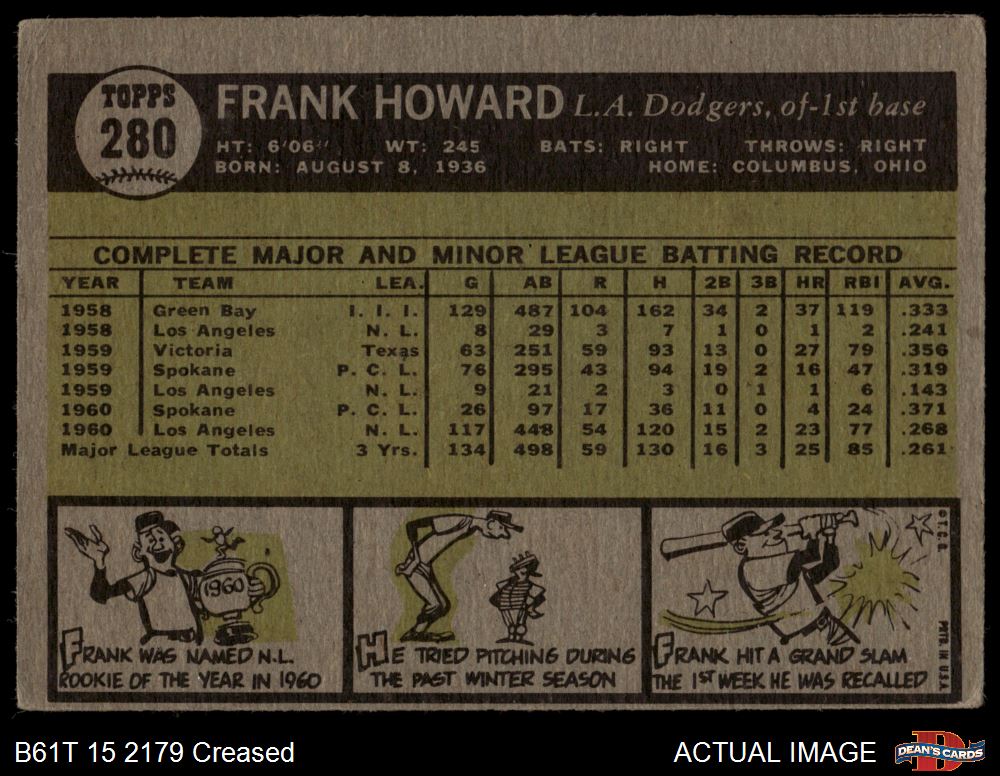 TOPPS
280
FRANK HOWARD L.A. Dodgers, of-1st base
HT: 6'06" WT: 245 BATS: RIGHT THROWS: RIGHT
BORN: AUGUST 8, 1936 HOME: COLUMBUS, OHIO
COMPLETE MAJOR AND MINOR LEAGUE BATTING RECORD
YEAR TEAM LEA. G AB R H 2B 3B HR RBI AVG.
1958 Green Bay I. I. I. 129 487 104 162 34 2 37 119 .333
1958 Los Angeles N. L. 8 29 3 7 1 0 1 2 .241
1959 Victoria Texas 63 251 59 93 13 0 27 79 .356
1959 Spokane P. C. L. 76 295 43 94 19 2 16 47 .319
1959 Los Angeles N. L. 9 21 2 3 0 1 1 6 .143
1960 Spokane P. C. L. 26 97 17 36 11 0 4 24 .371
1960 Los Angeles N. L. 117 448 54 120 15 2 23 77 .268
Major League Totals 3 Yrs. 134 498 59 130 16 3 25 85 .261
1960
FRANK WAS NAMED N.L.
ROOKIE OF THE YEAR IN 1960
HE TRIED PITCHING DURING
THE PAST WINTER SEASON
FRANK HIT A GRAND SLAM
THE 1ST WEEK HE WAS RECALLED
© T.C.G.
PRTD. IN U.S.A.
B61T 15 2179 Creased
ACTUAL IMAGE
DEAN'S CARDS